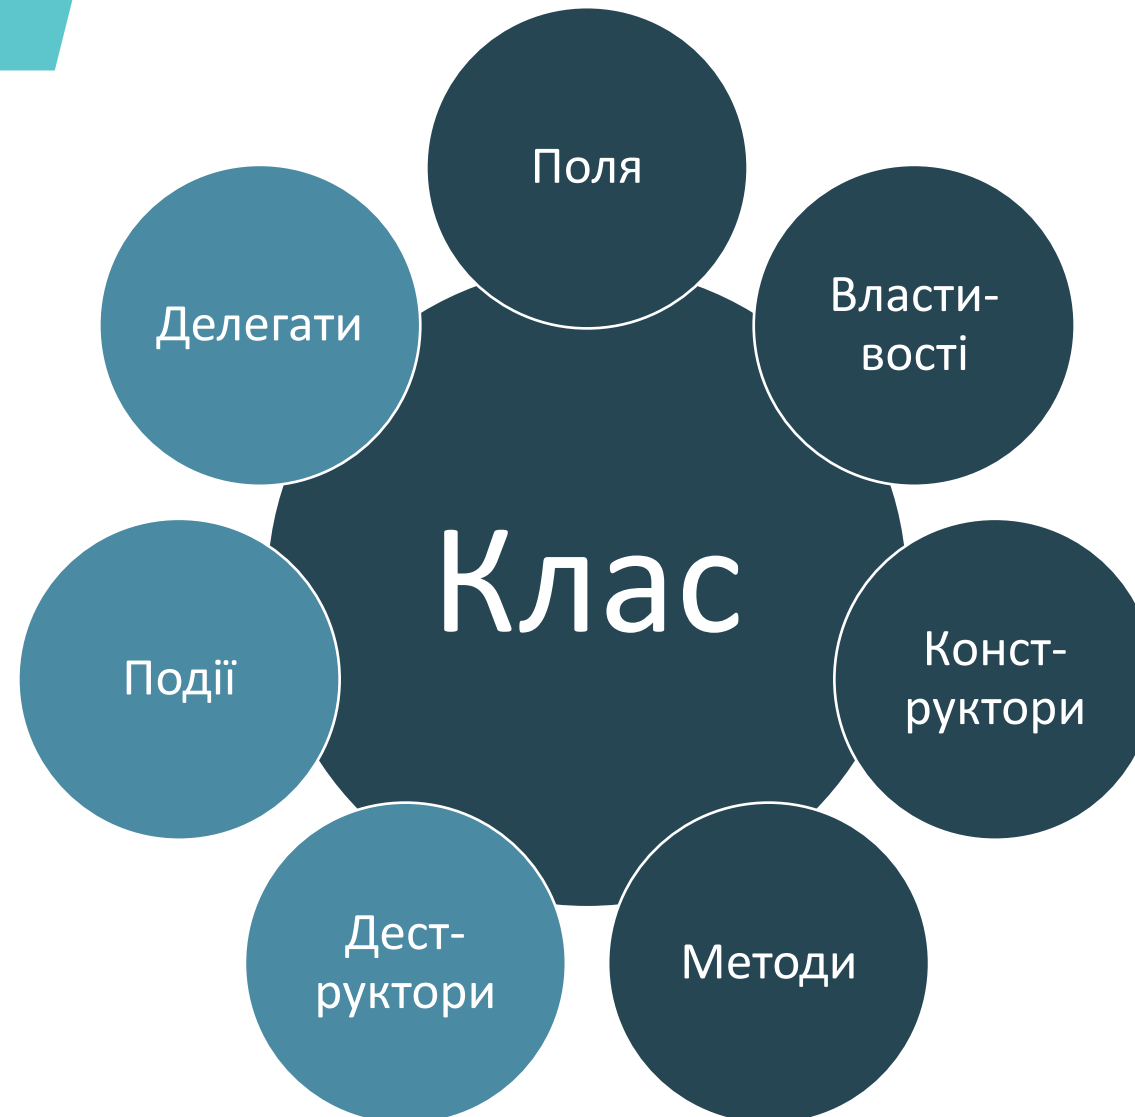 Поля
Власти-
вості
Конст-
руктори
Методи
Дест-
руктори
Події
Делегати
Клас